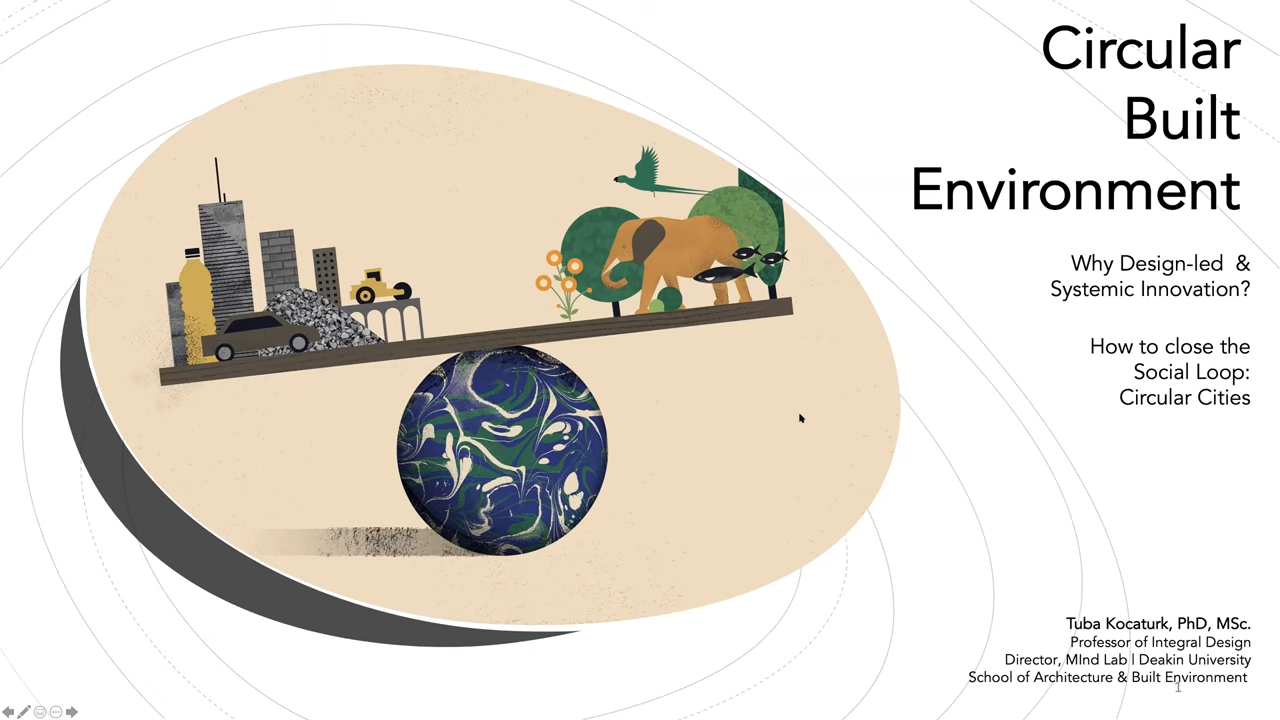 Circular
Built
Environment
Why Design-led &
Systemic Innovation?
How to close the
Social Loop:
Circular Cities
Tuba Kocaturk, PhD, MSc.
Professor of Integral Design
Director, MInd Lab | Deakin University
School of Architecture & Built Environment
1